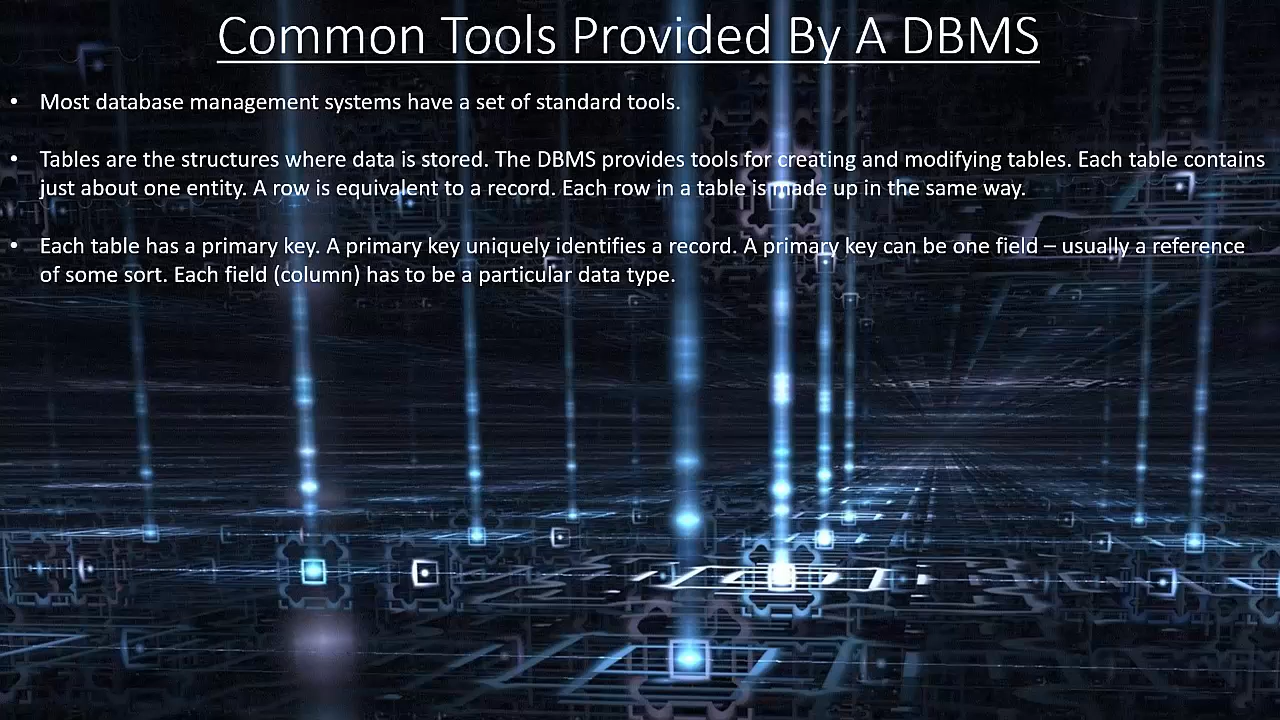 Common Tools Provided By A DBMS
• Most database management systems have a set of standard tools.
• Tables are the structures where data is stored. The DBMS provides tools for creating and modifying tables. Each table contains
just about one entity. A row is equivalent to a record. Each row in a table is made up in the same way.
• Each table has a primary key. A primary key uniquely identifies a record. A primary key can be one field – usually a reference
of some sort. Each field (column) has to be a particular data type.